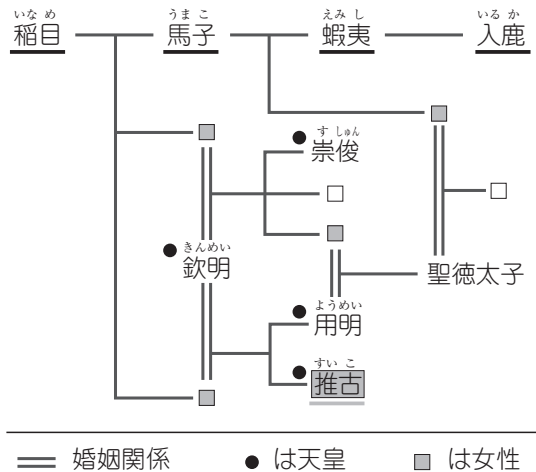 いなめ うまこ えみし いるか
稲目 馬子 蝦夷 入鹿
すしゅん
崇俊
きんめい
欽明
聖徳太子
ようめい
用明
すいこ
推古
婚姻関係 は天皇 は女性